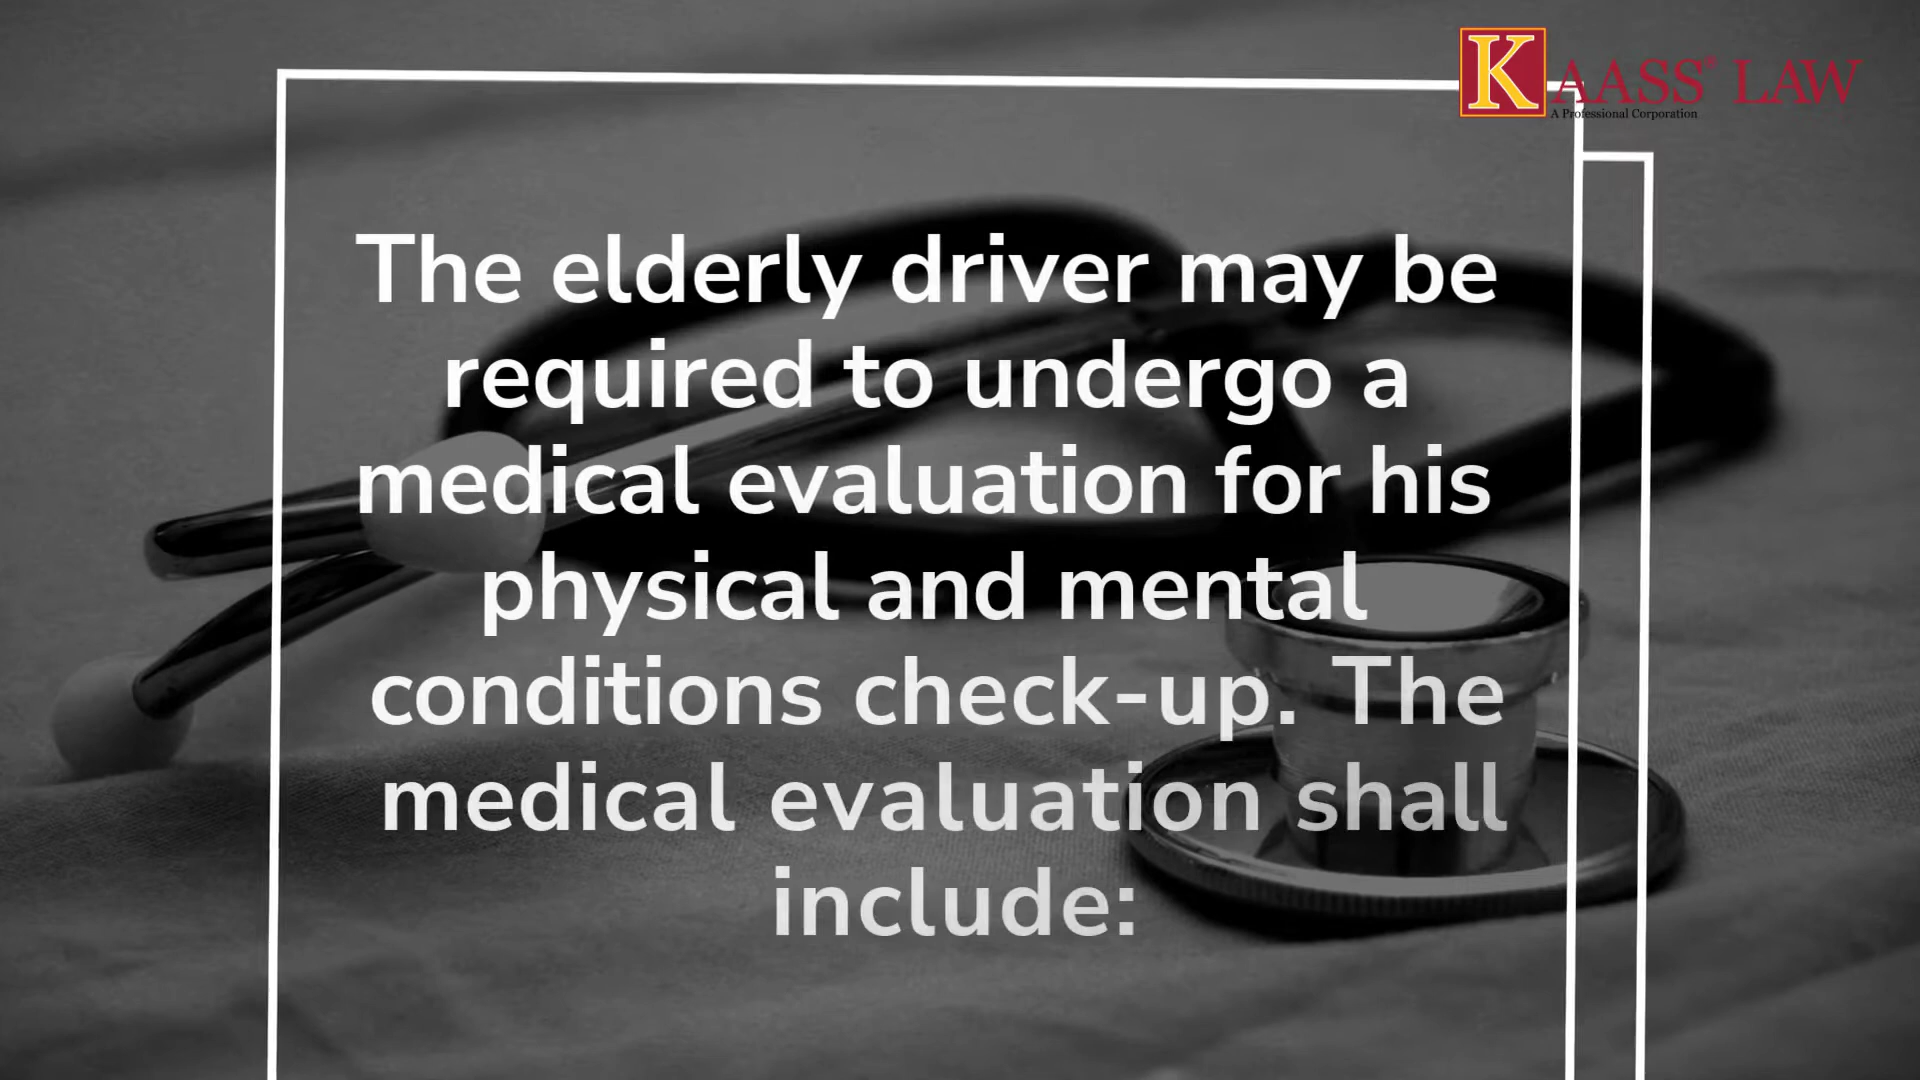 KAASS® LAW
A Professional Corporation
The elderly driver may be
required to undergo a
medical evaluation for his
physical and mental
conditions check-up. The
medical evaluation shall
include: